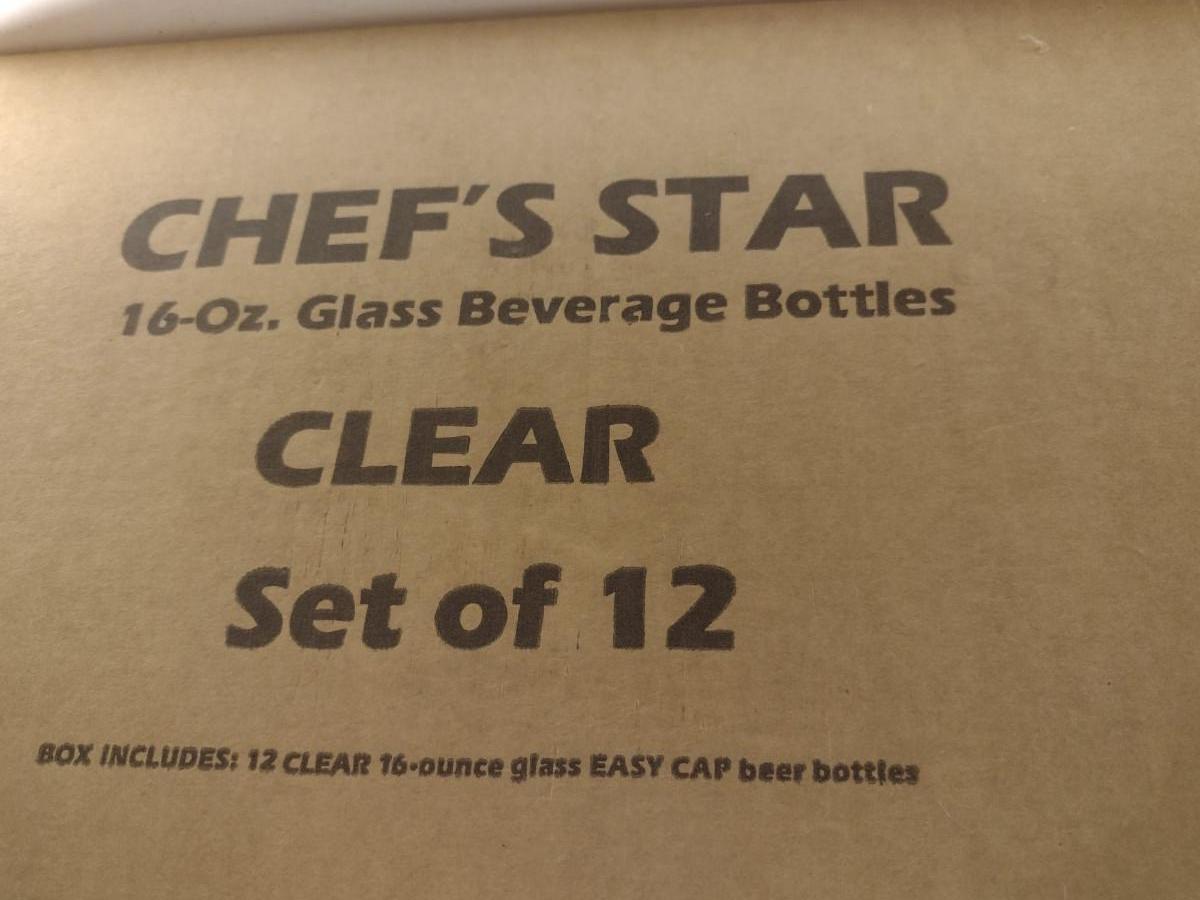 CHEF'S STAR
16-Oz. Glass Beverage Bottles
CLEAR
Set of 12
BOX INCLUDES: 12 CLEAR 16-ounce glass EASY CAP beer bottles